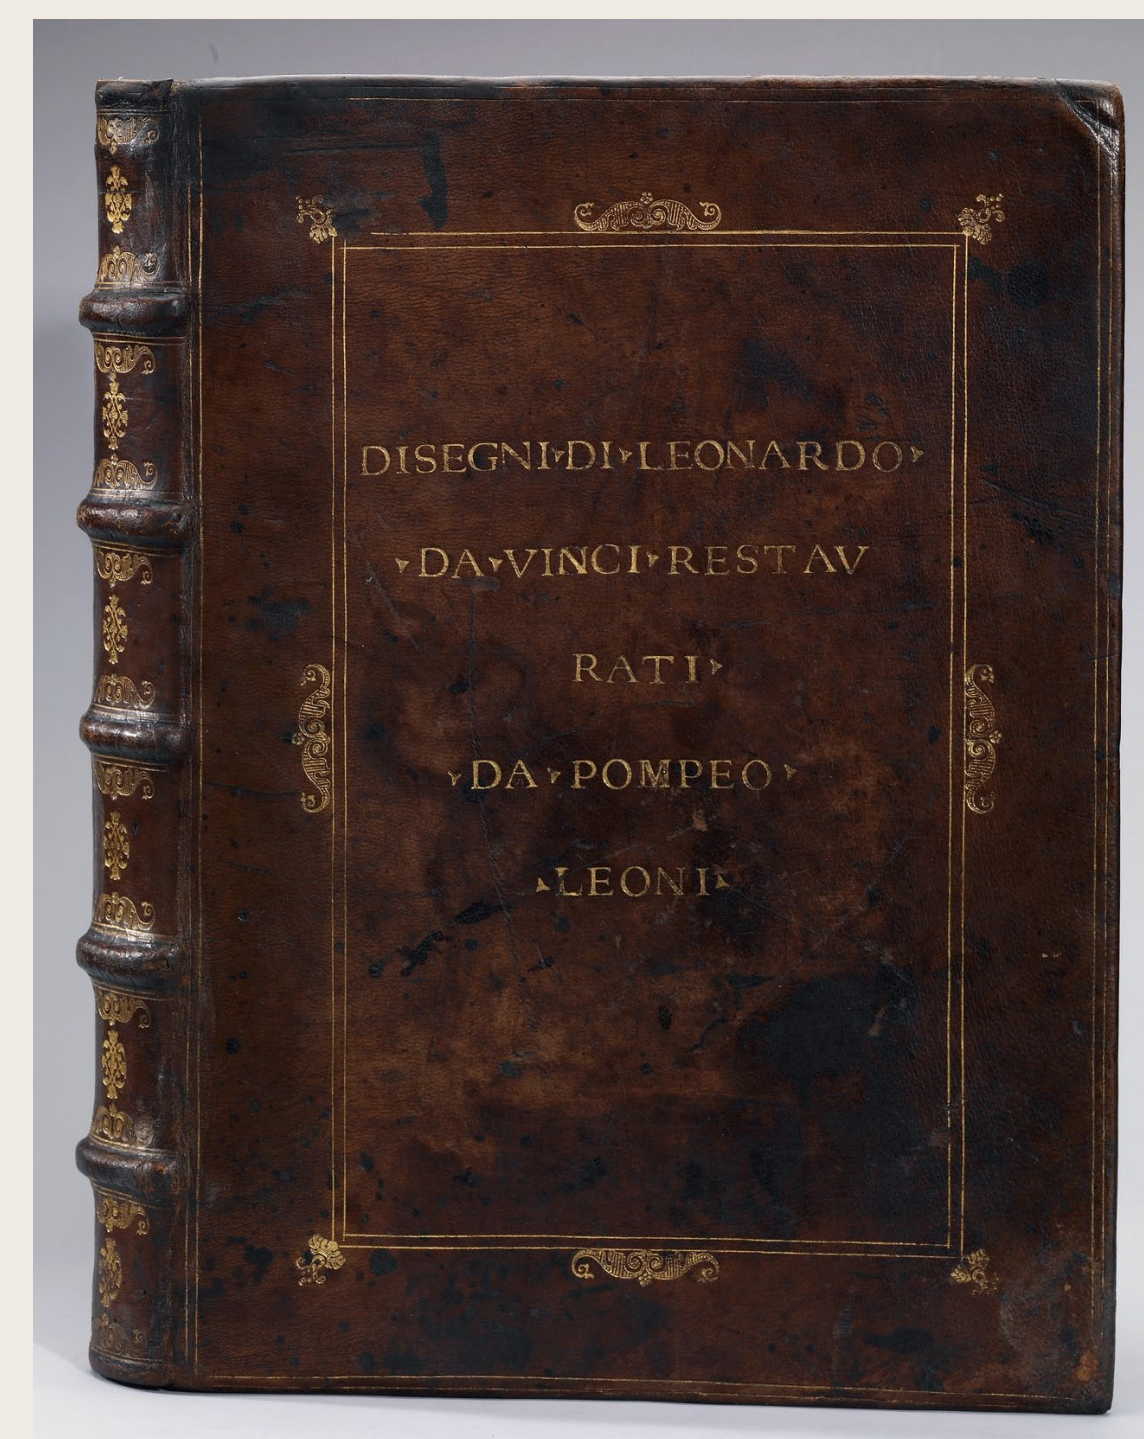 DISEGNI▸DI▸LEONARDO▸
▾DA▾VINCI▾RESTAV
RATI▸
▾DA▾POMPEO▾
▴LEONI▴